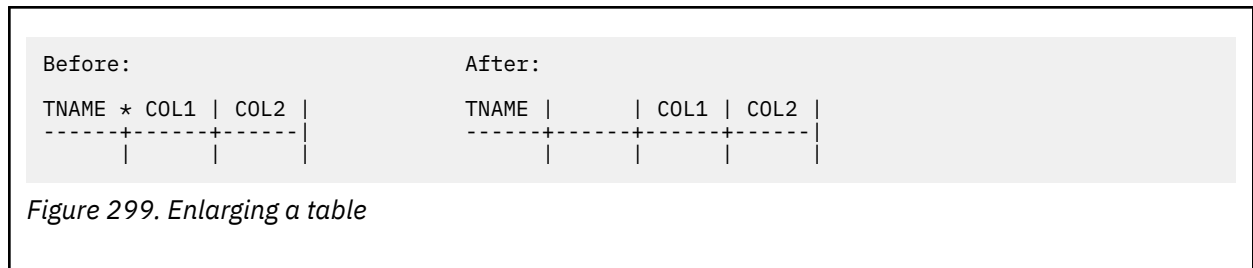 Before:                              After:
TNAME * COL1 | COL2 |                TNAME |      | COL1 | COL2 |
------+------+------|                ------+------+------+------|
      |      |      |                      |      |      |      |
Figure 299. Enlarging a table